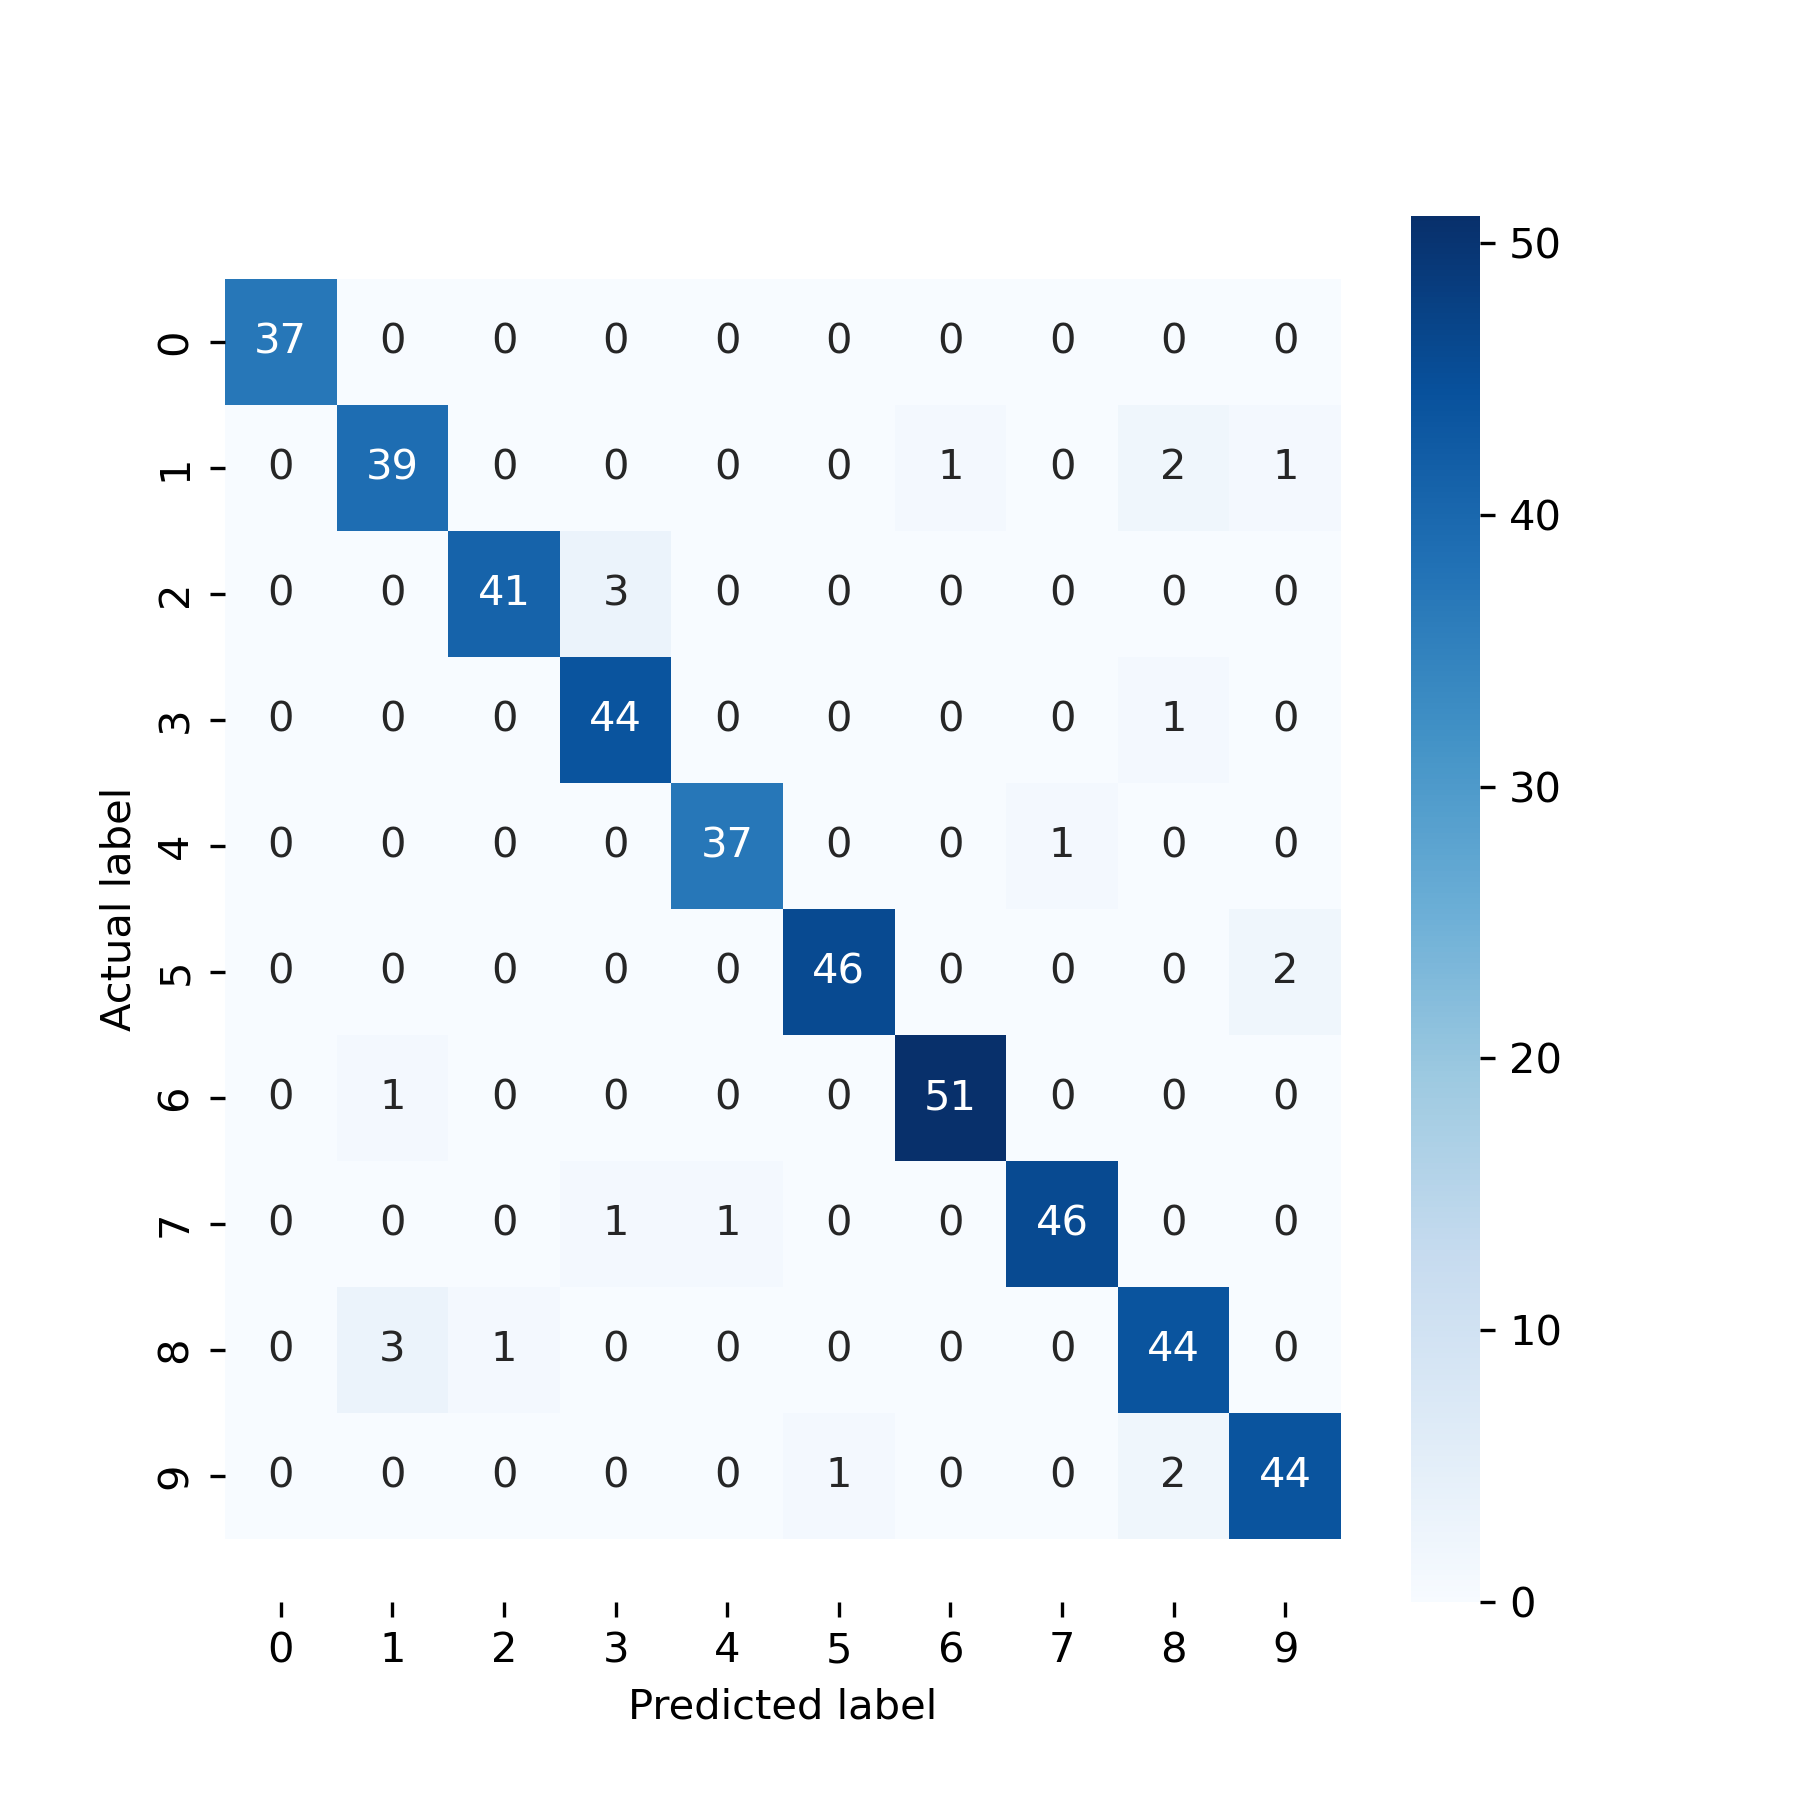 0 37 0 0 0 0 0 0 0 0 0
1 0 39 0 0 0 0 1 0 2 1
2 0 0 41 3 0 0 0 0 0 0
3 0 0 0 44 0 0 0 0 1 0
4 0 0 0 0 37 0 0 1 0 0
5 0 0 0 0 0 46 0 0 0 2
6 0 1 0 0 0 0 51 0 0 0
7 0 0 0 1 1 0 0 46 0 0
8 0 3 1 0 0 0 0 0 44 0
9 0 0 0 0 0 1 0 0 2 44
0 1 2 3 4 5 6 7 8 9
Predicted label
Actual label
50
40
30
20
10
0